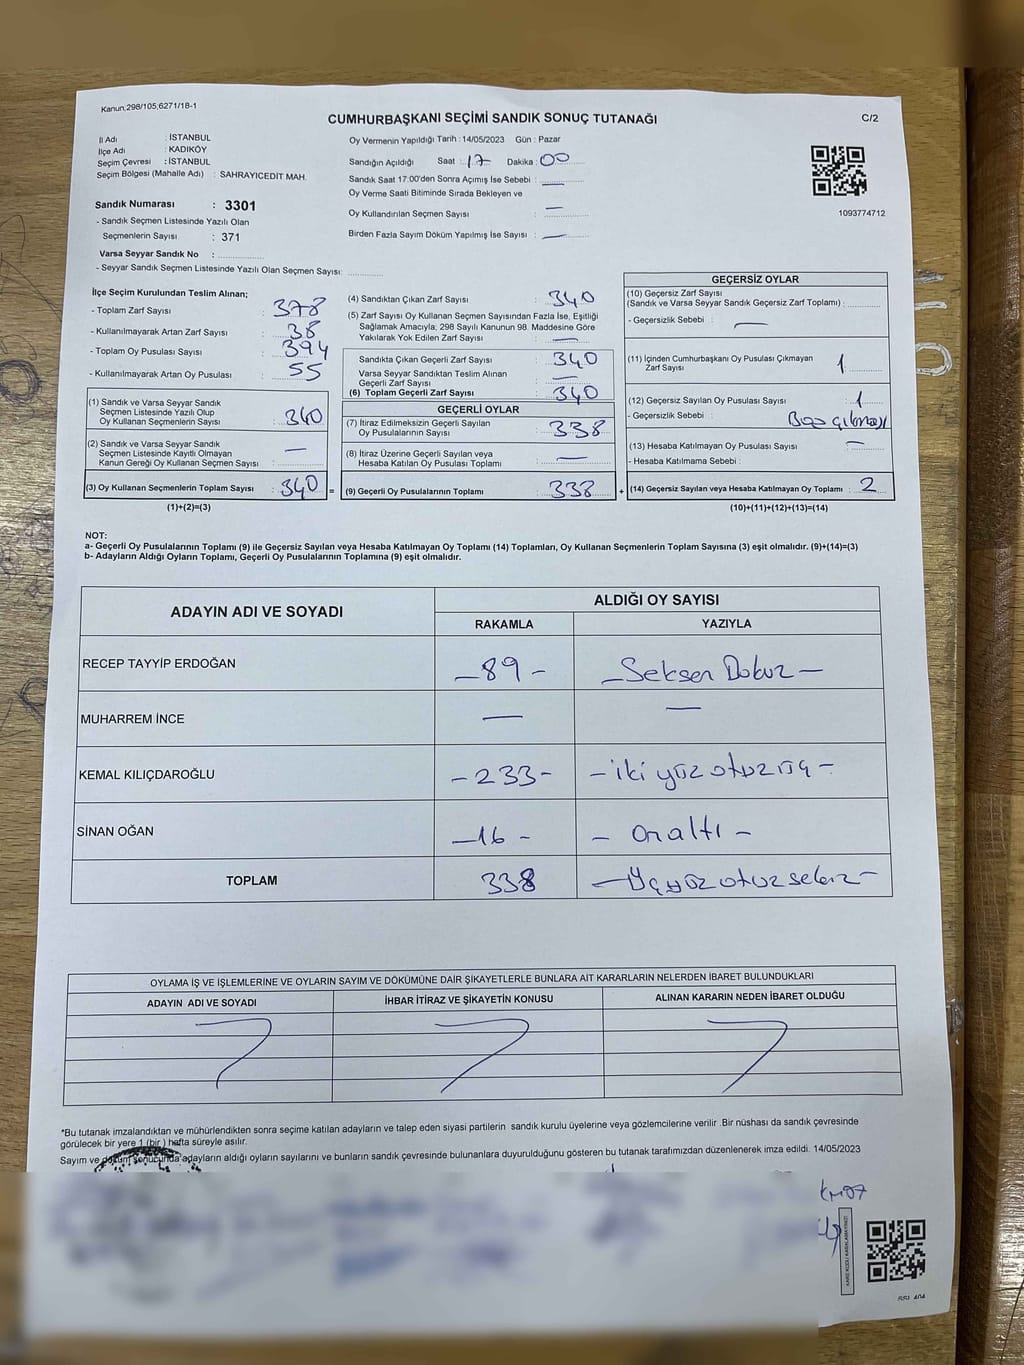 Kanun:298/105;6271/18-1
CUMHURBAŞKANI SEÇİMİ SANDIK SONUÇ TUTANAĞI
C/2
İl Adı : İSTANBUL
İlçe Adı : KADIKÖY
Seçim Çevresi : İSTANBUL
Seçim Bölgesi (Mahalle Adı) : SAHRAYICEDIT MAH.
Oy Vermenin Yapıldığı Tarih : 14/05/2023 Gün : Pazar
Sandığın Açıldığı Saat : 17 Dakika : 00
Sandık Saat 17:00'den Sonra Açımış İse Sebebi : —
Oy Verme Saati Bitiminde Sırada Bekleyen ve
Oy Kullandırılan Seçmen Sayısı : —
Birden Fazla Sayım Döküm Yapılmış İse Sayısı : —
1093774712
Sandık Numarası : 3301
- Sandık Seçmen Listesinde Yazılı Olan
Seçmenlerin Sayısı : 371
Varsa Seyyar Sandık No :
- Seyyar Sandık Seçmen Listesinde Yazılı Olan Seçmen Sayısı:
İlçe Seçim Kurulundan Teslim Alınan;
- Toplam Zarf Sayısı : 378
- Kullanılmayarak Artan Zarf Sayısı : 38
- Toplam Oy Pusulası Sayısı : 394
- Kullanılmayarak Artan Oy Pusulası : 55
(1) Sandık ve Varsa Seyyar Sandık
Seçmen Listesinde Yazılı Olup
Oy Kullanan Seçmenlerin Sayısı : 340
(2) Sandık ve Varsa Seyyar Sandık
Seçmen Listesinde Kayıtlı Olmayan
Kanun Gereği Oy Kullanan Seçmen Sayısı : —
(3) Oy Kullanan Seçmenlerin Toplam Sayısı : 340 =
(1)+(2)=(3)
(4) Sandıktan Çıkan Zarf Sayısı : 340
(5) Zarf Sayısı Oy Kullanan Seçmen Sayısından Fazla İse, Eşitliği
Sağlamak Amacıyla; 298 Sayılı Kanunun 98. Maddesine Göre
Yakılarak Yok Edilen Zarf Sayısı : —
Sandıkta Çıkan Geçerli Zarf Sayısı : 340
Varsa Seyyar Sandıktan Teslim Alınan
Geçerli Zarf Sayısı : —
(6) Toplam Geçerli Zarf Sayısı : 340
GEÇERLİ OYLAR
(7) İtiraz Edilmeksizin Geçerli Sayılan
Oy Pusulalarının Sayısı : 338
(8) İtiraz Üzerine Geçerli Sayılan veya
Hesaba Katılan Oy Pusulası Toplamı : —
(9) Geçerli Oy Pusulalarının Toplamı 338 +
GEÇERSİZ OYLAR
(10) Geçersiz Zarf Sayısı
(Sandık ve Varsa Seyyar Sandık Geçersiz Zarf Toplamı) :
- Geçersizlik Sebebi : —
(11) İçinden Cumhurbaşkanı Oy Pusulası Çıkmayan
Zarf Sayısı : 1
(12) Geçersiz Sayılan Oy Pusulası Sayısı : 1
- Geçersizlik Sebebi :
(13) Hesaba Katılmayan Oy Pusulası Sayısı : —
- Hesaba Katılmama Sebebi :
(14) Geçersiz Sayılan veya Hesaba Katılmayan Oy Toplamı : 2
(10)+(11)+(12)+(13)=(14)
NOT:
a- Geçerli Oy Pusulalarının Toplamı (9) ile Geçersiz Sayılan veya Hesaba Katılmayan Oy Toplamı (14) Toplamları, Oy Kullanan Seçmenlerin Toplam Sayısına (3) eşit olmalıdır. (9)+(14)=(3)
b- Adayların Aldığı Oyların Toplamı, Geçerli Oy Pusulalarının Toplamına (9) eşit olmalıdır.
ADAYIN ADI VE SOYADI
ALDIĞI OY SAYISI
RAKAMLA YAZIYLA
RECEP TAYYİP ERDOĞAN -89- -Seksen Dokuz-
MUHARREM İNCE — —
KEMAL KILIÇDAROĞLU -233- -iki yüz otuz üç-
SİNAN OĞAN -16- -on altı-
TOPLAM 338 -Üçyüz otuz sekiz-
OYLAMA İŞ VE İŞLEMLERİNE VE OYLARIN SAYIM VE DÖKÜMÜNE DAİR ŞİKAYETLERLE BUNLARA AİT KARARLARIN NELERDEN İBARET BULUNDUKLARI
ADAYIN ADI VE SOYADI İHBAR İTİRAZ VE ŞİKAYETİN KONUSU ALINAN KARARIN NEDEN İBARET OLDUĞU
*Bu tutanak imzalandıktan ve mühürlendikten sonra seçime katılan adayların ve talep eden siyasi partilerin sandık kurulu üyelerine veya gözlemcilerine verilir .Bir nüshası da sandık çevresinde
görülecek bir yere 1 (bir ) hafta süreyle asılır.
Sayım ve döküm sonucunda adayların aldığı oyların sayılarını ve bunların sandık çevresinde bulunanlara duyurulduğunu gösteren bu tutanak tarafımızdan düzenlenerek imza edildi. 14/05/2023